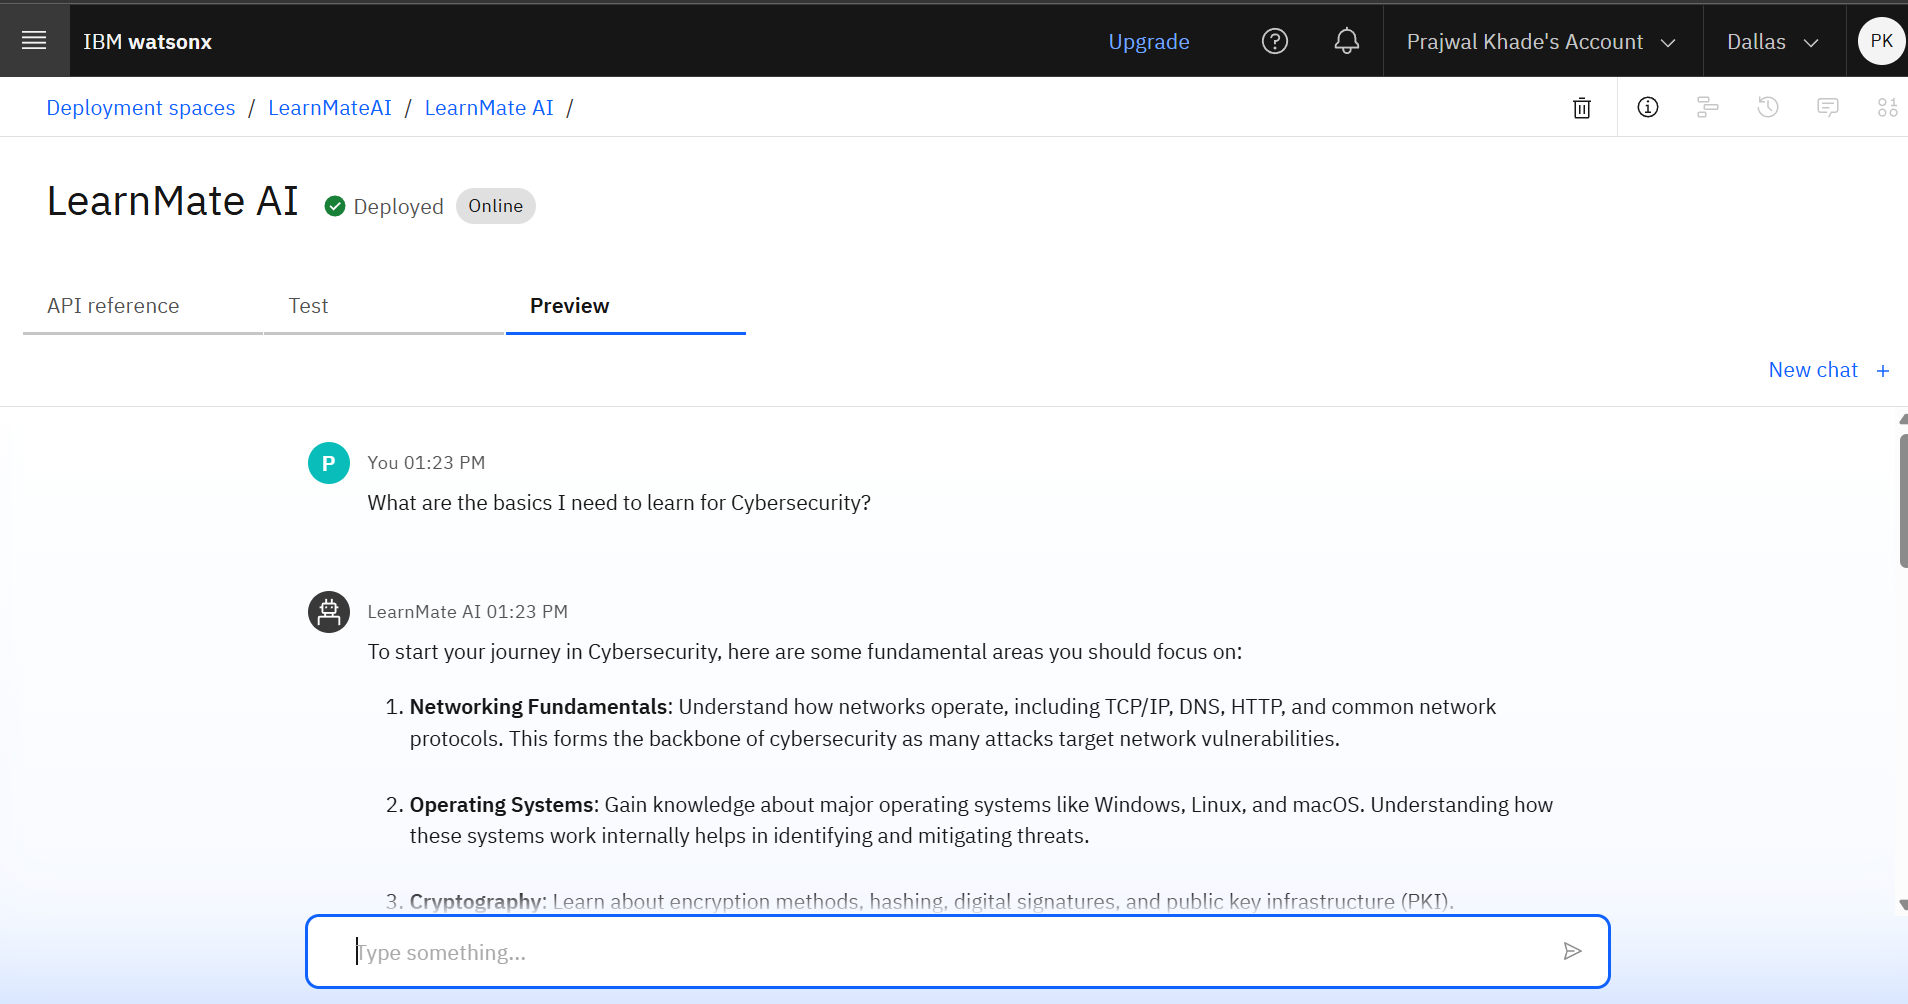 IBM watsonx
Upgrade
Prajwal Khade's Account
Dallas
PK
Deployment spaces / LearnMateAI / LearnMate AI /
LearnMate AI
Deployed
Online
API reference
Test
Preview
New chat +
P
You 01:23 PM
What are the basics I need to learn for Cybersecurity?
LearnMate AI 01:23 PM
To start your journey in Cybersecurity, here are some fundamental areas you should focus on:
1. Networking Fundamentals: Understand how networks operate, including TCP/IP, DNS, HTTP, and common network
protocols. This forms the backbone of cybersecurity as many attacks target network vulnerabilities.
2. Operating Systems: Gain knowledge about major operating systems like Windows, Linux, and macOS. Understanding how
these systems work internally helps in identifying and mitigating threats.
3. Cryptography: Learn about encryption methods, hashing, digital signatures, and public key infrastructure (PKI).
Type something...